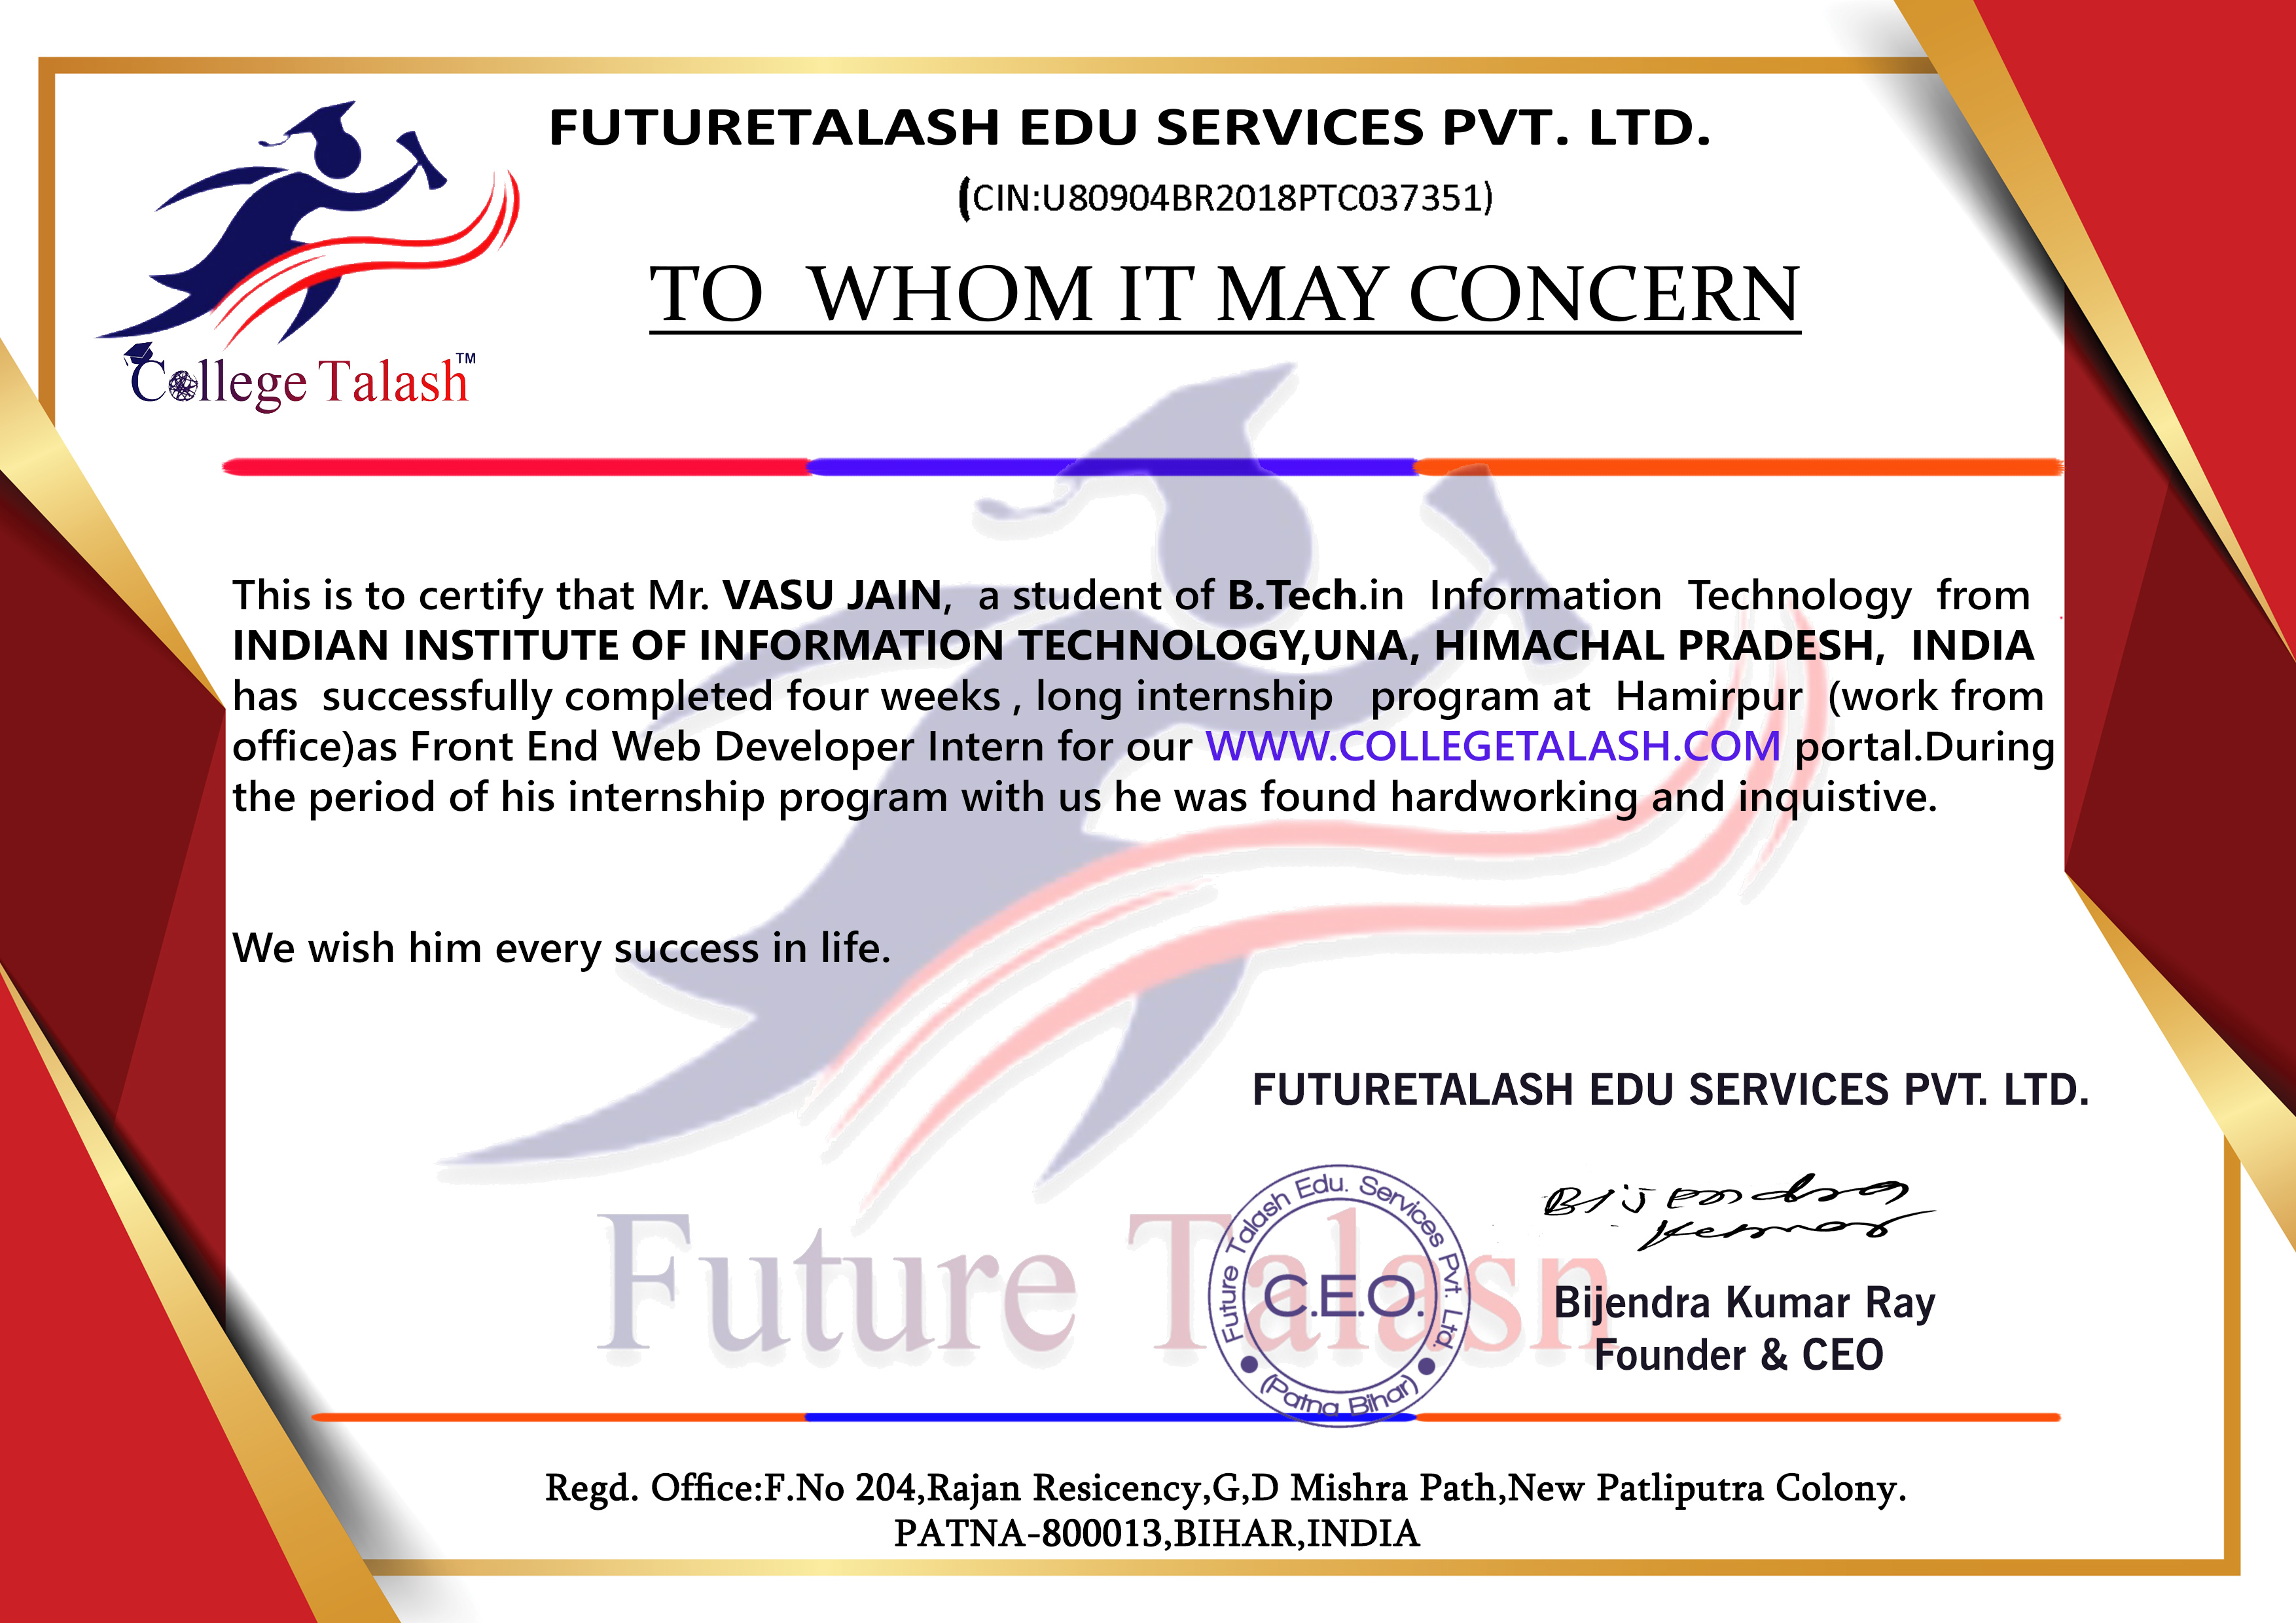 FUTURETALASH EDU SERVICES PVT. LTD.
(CIN:U80904BR2018PTC037351)
TO WHOM IT MAY CONCERN
College Talash™
This is to certify that Mr. VASU JAIN, a student of B.Tech.in Information Technology from
INDIAN INSTITUTE OF INFORMATION TECHNOLOGY,UNA, HIMACHAL PRADESH, INDIA
has successfully completed four weeks , long internship program at Hamirpur (work from
office)as Front End Web Developer Intern for our WWW.COLLEGETALASH.COM portal.During
the period of his internship program with us he was found hardworking and inquistive.
We wish him every success in life.
FUTURETALASH EDU SERVICES PVT. LTD.
Future Talash
Future Talash Edu. Services Pvt. Ltd.
C.E.O.
(Patna Bihar)
Bijendra
Kumar
Bijendra Kumar Ray
Founder & CEO
Regd. Office:F.No 204,Rajan Resicency,G,D Mishra Path,New Patliputra Colony.
PATNA-800013,BIHAR,INDIA